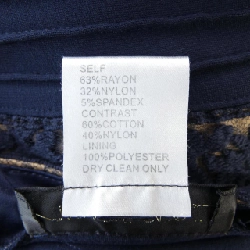 SELF
63%RAYON
32%NYLON
5%SPANDEX
CONTRAST
60%COTTON
40%NYLON
LINING
100%POLYESTER
DRY CLEAN ONLY